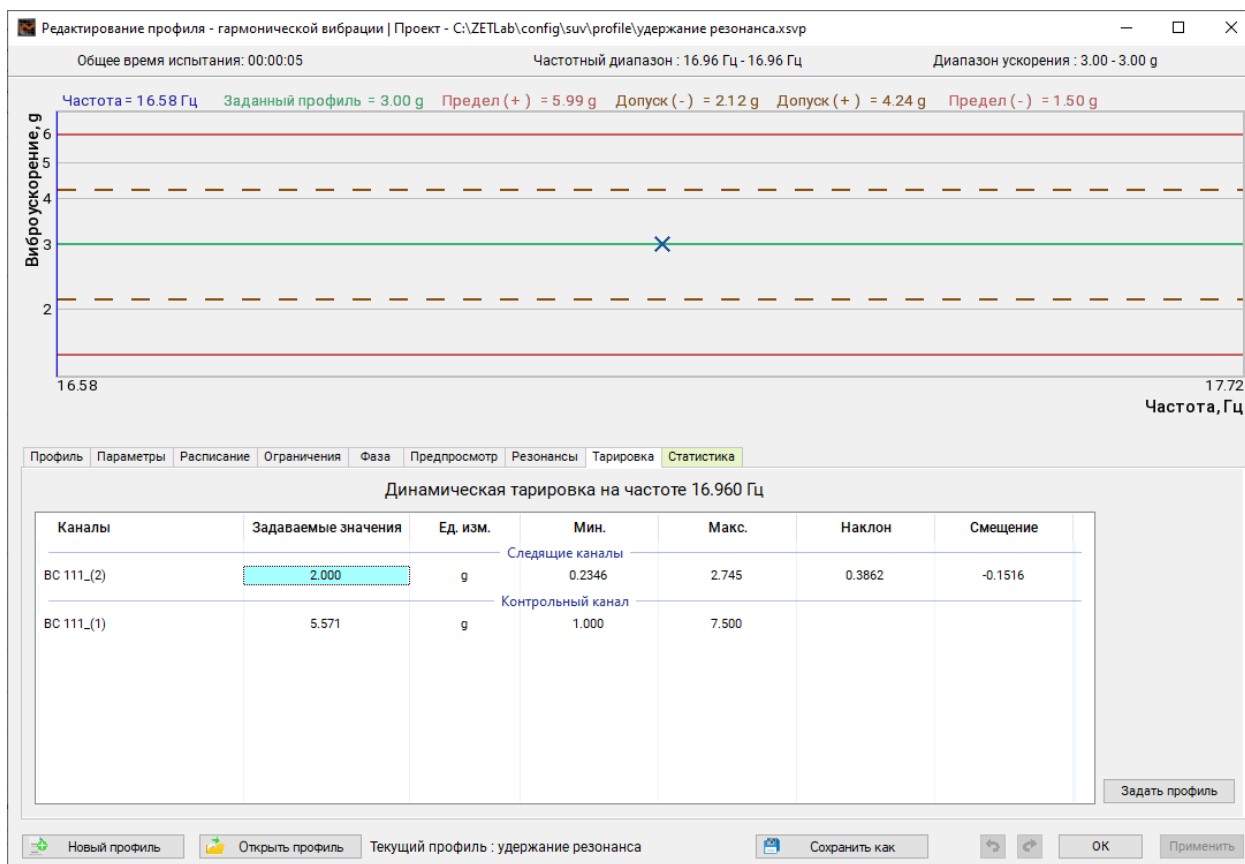 Редактирование профиля - гармонической вибрации | Проект - C:\ZETLab\config\suv\profile\удержание резонанса.xsvp
Общее время испытания: 00:00:05 Частотный диапазон : 16.96 Гц - 16.96 Гц Диапазон ускорения : 3.00 - 3.00 g
Частота = 16.58 Гц Заданный профиль = 3.00 g Предел ( + ) = 5.99 g Допуск ( - ) = 2.12 g Допуск ( + ) = 4.24 g Предел ( - ) = 1.50 g
Виброускорение, g
6
5
4
3
2
16.58 17.72
Частота, Гц
Профиль Параметры Расписание Ограничения Фаза Предпросмотр Резонансы Тарировка Статистика
Динамическая тарировка на частоте 16.960 Гц
Каналы Задаваемые значения Ед. изм. Мин. Макс. Наклон Смещение
Следящие каналы
BC 111_(2) 2.000 g 0.2346 2.745 0.3862 -0.1516
Контрольный канал
BC 111_(1) 5.571 g 1.000 7.500
Задать профиль
Новый профиль Открыть профиль Текущий профиль : удержание резонанса Сохранить как ОК Применить